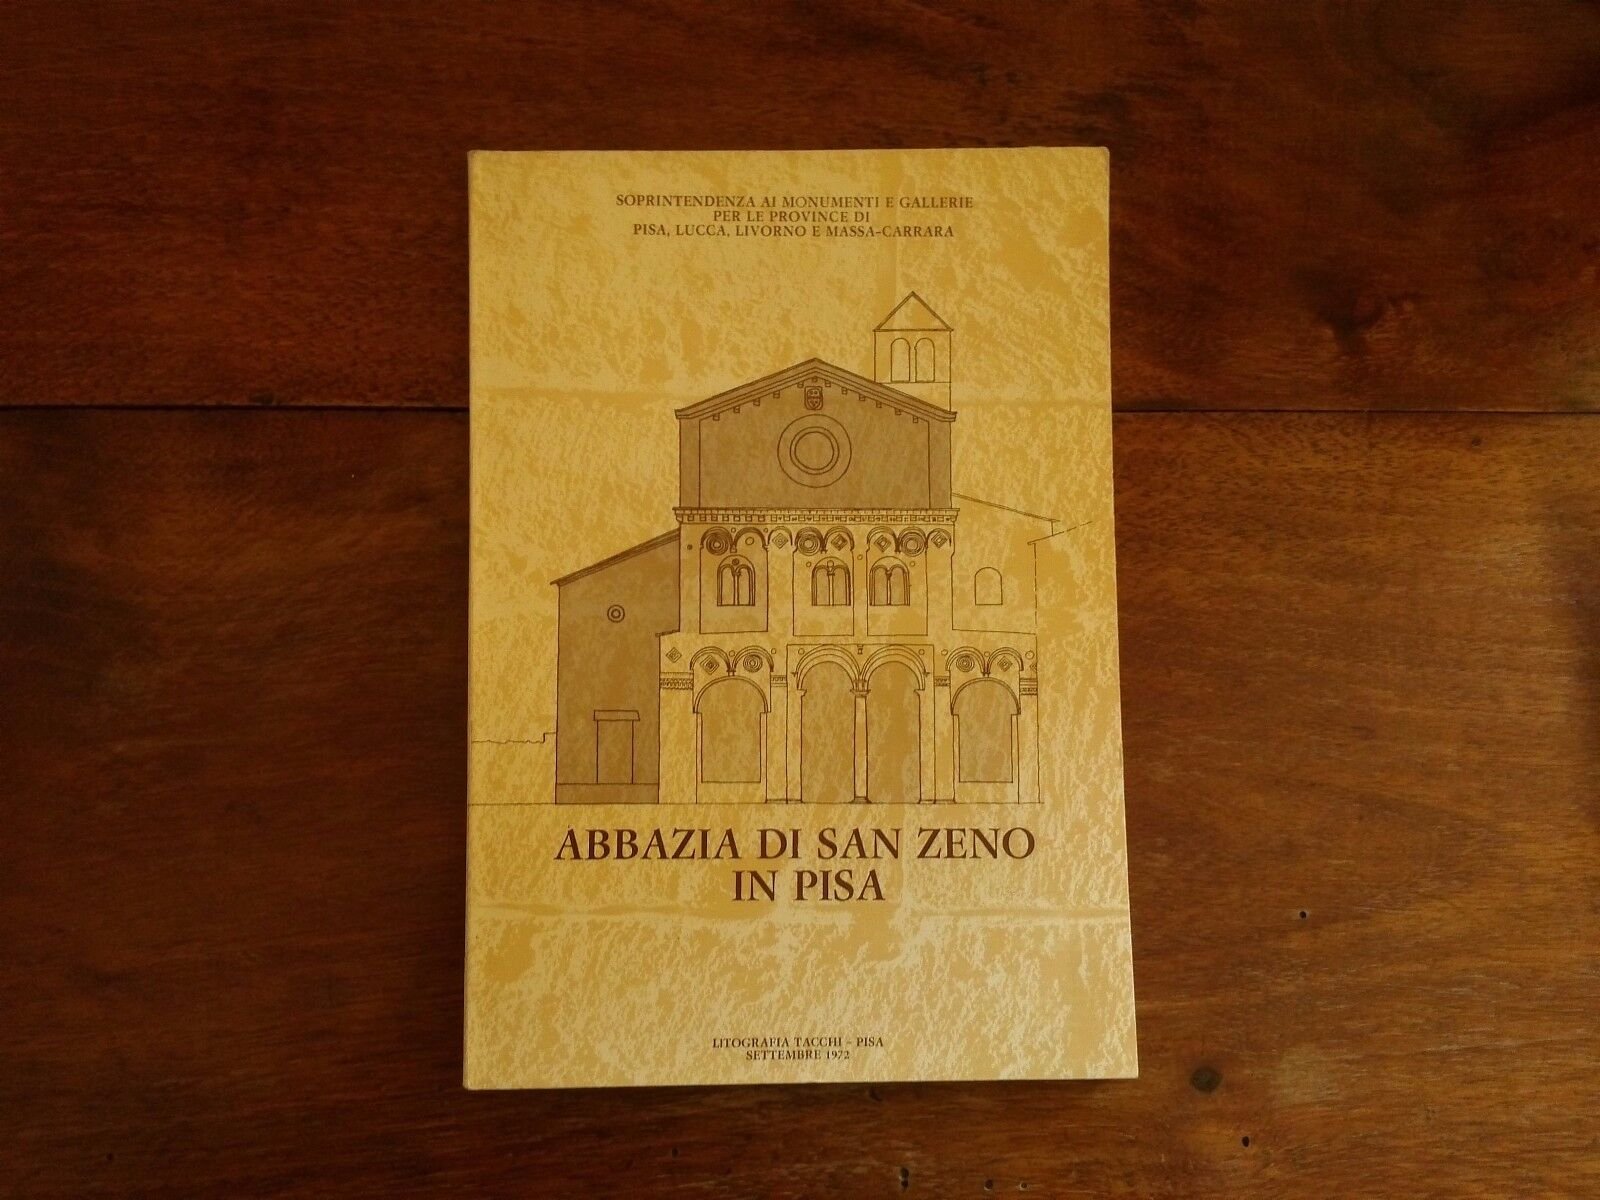 SOPRINTENDENZA AI MONUMENTI E GALLERIE
PER LE PROVINCE DI
PISA, LUCCA, LIVORNO E MASSA-CARRARA
ABBAZIA DI SAN ZENO
IN PISA
LITOGRAFIA TACCHI - PISA
SETTEMBRE 1972